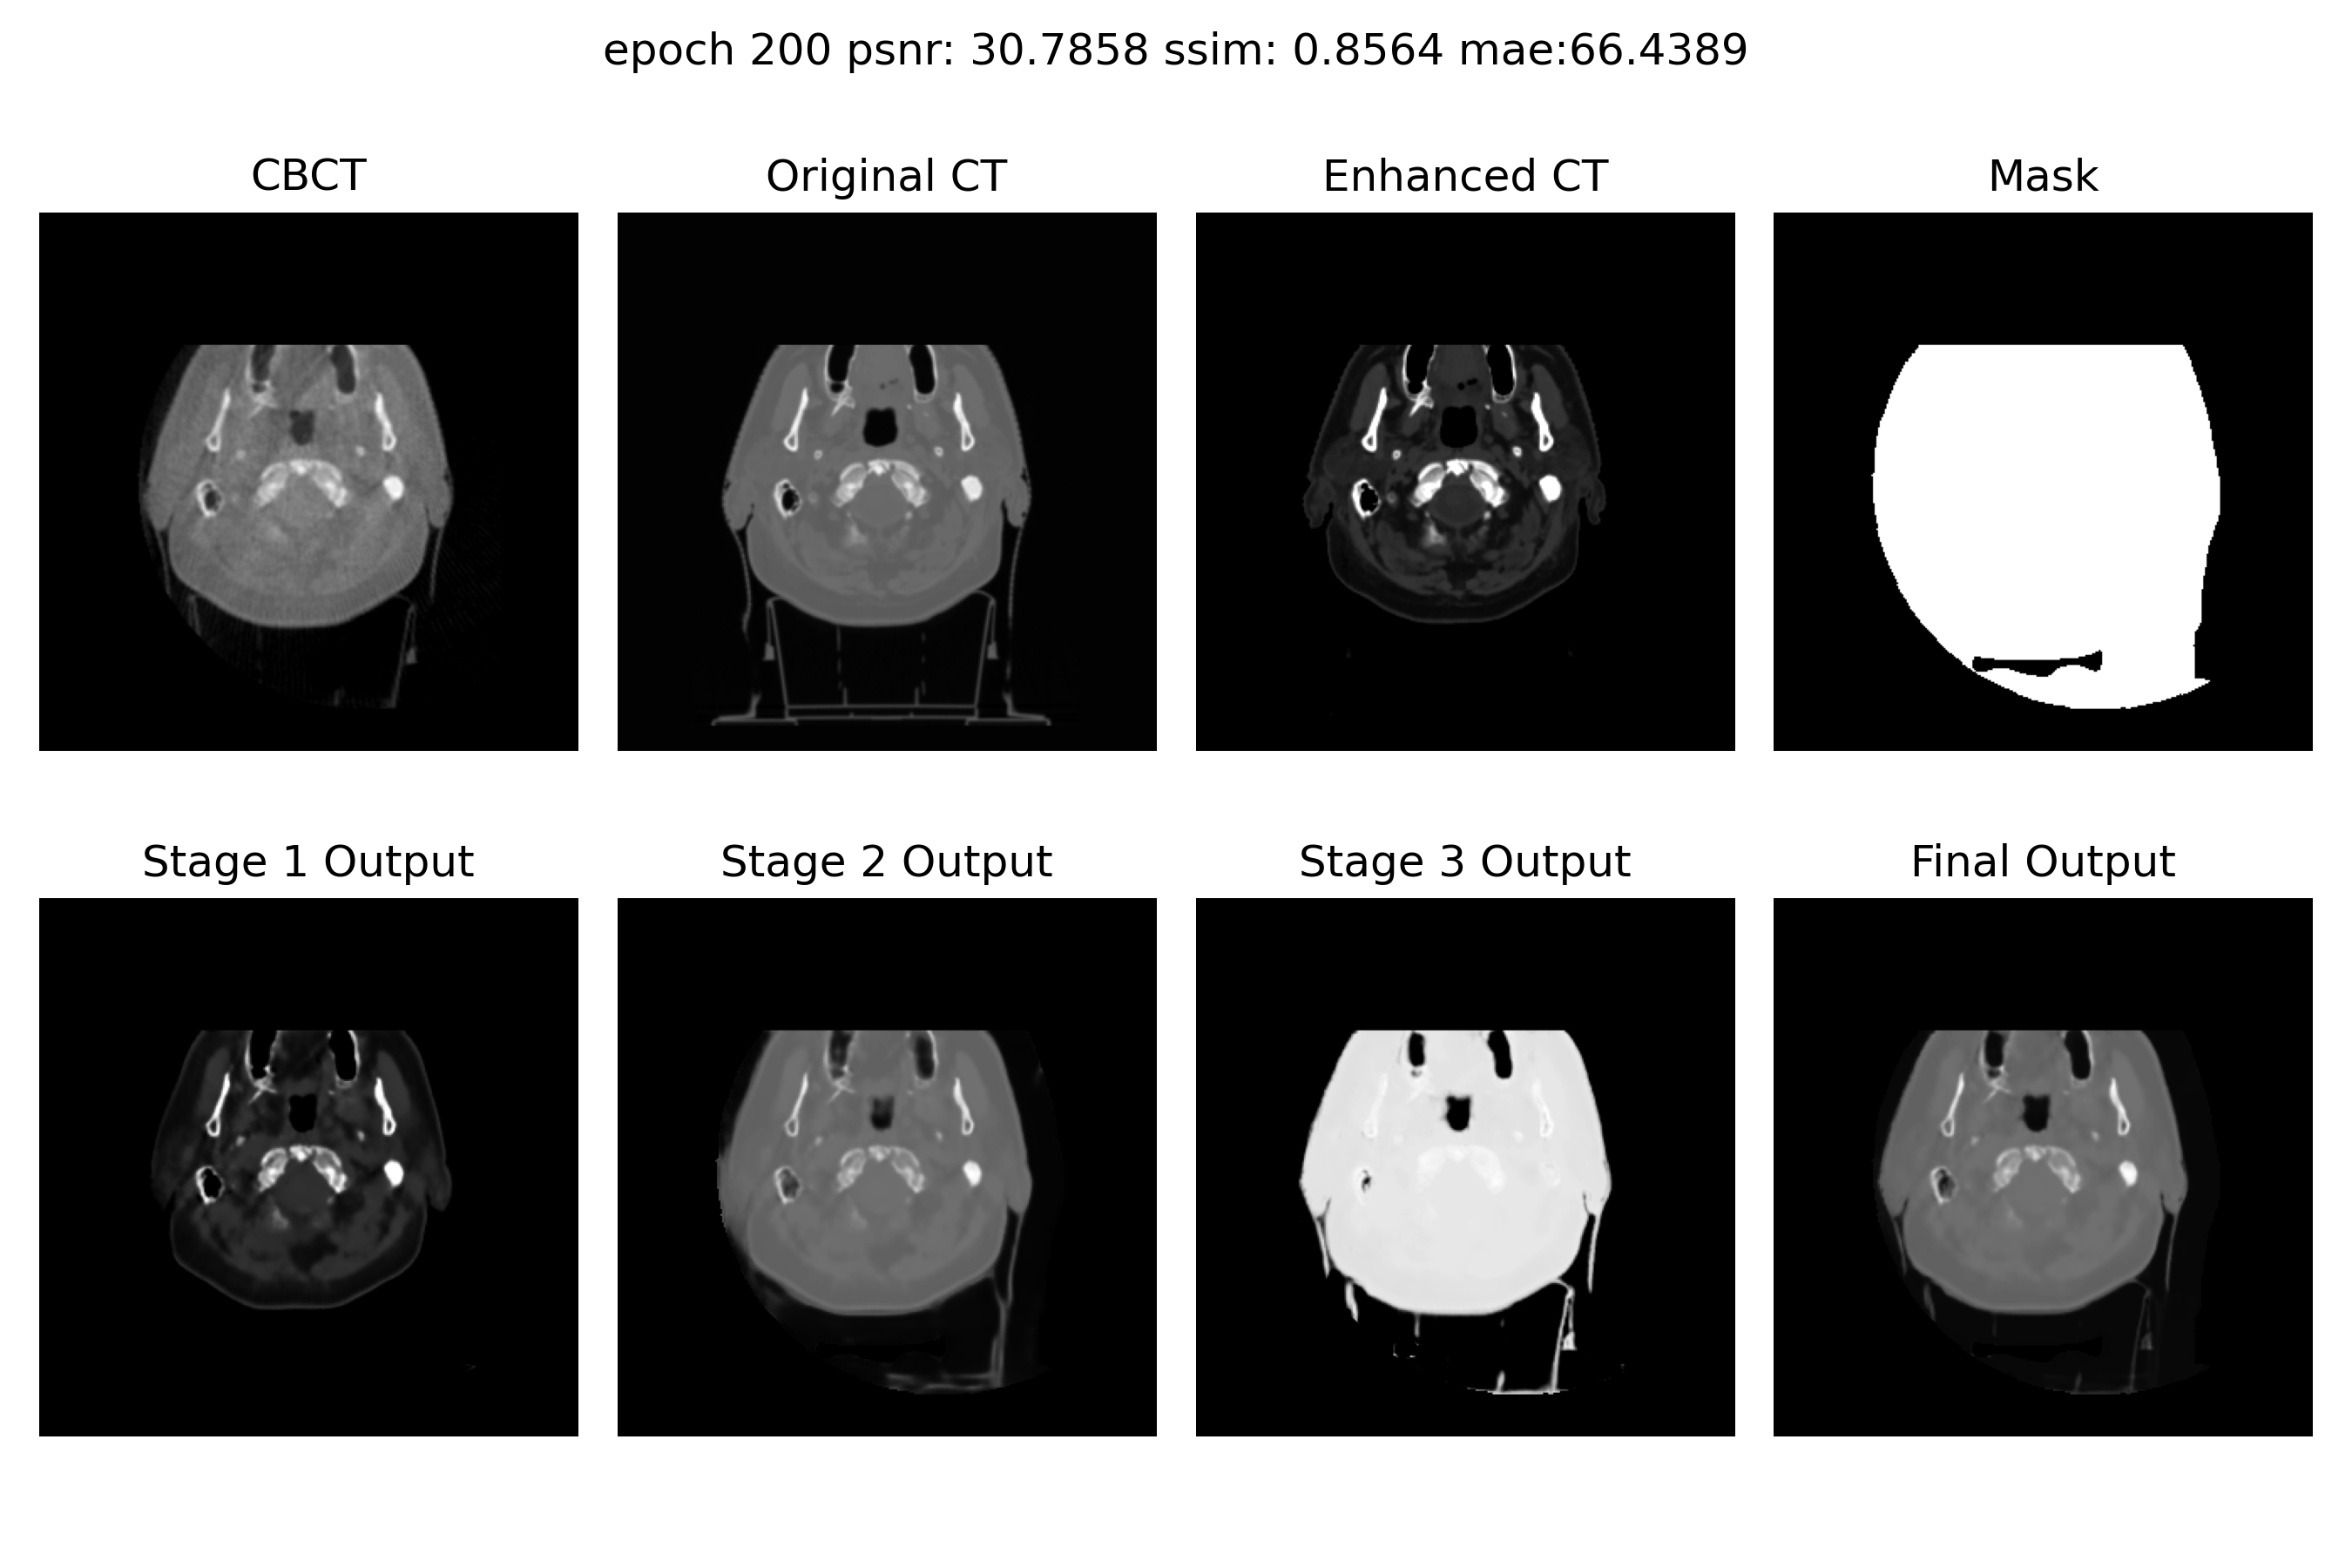 epoch 200 psnr: 30.7858 ssim: 0.8564 mae:66.4389
CBCT
Original CT
Enhanced CT
Mask
Stage 1 Output
Stage 2 Output
Stage 3 Output
Final Output